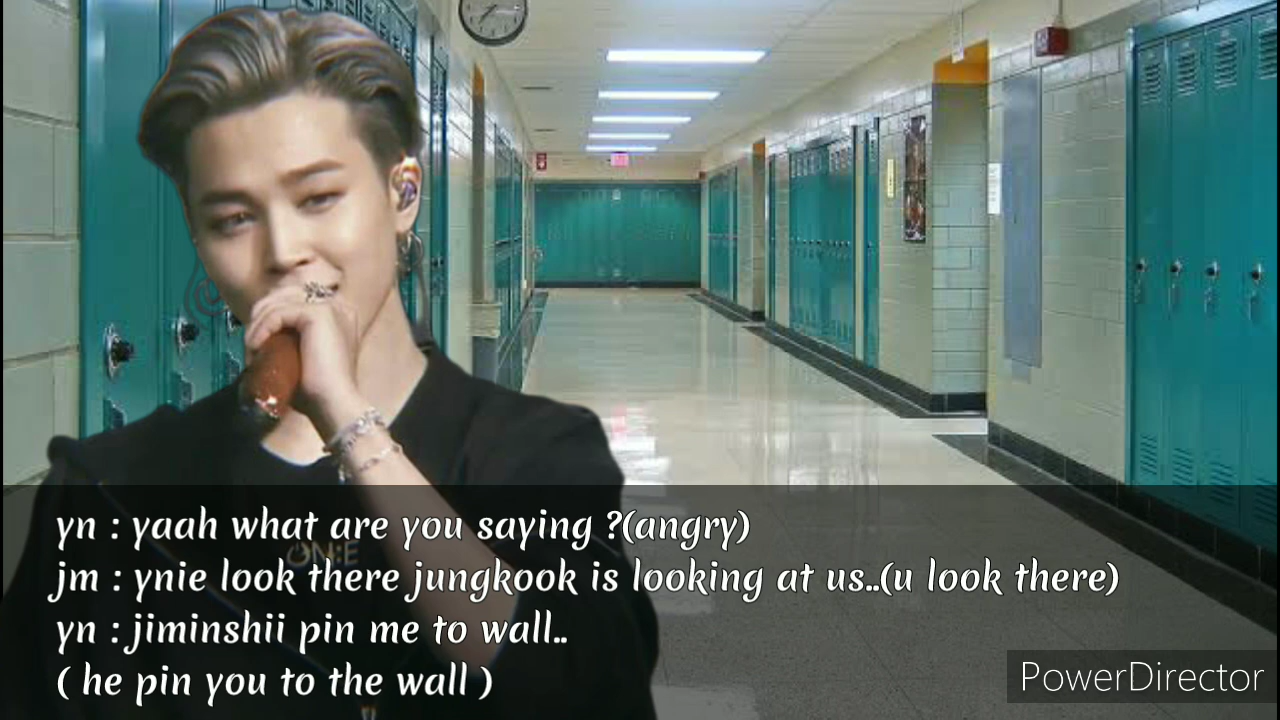 yn : yaah what are you saying ?(angry)
ON:E
jm : ynie look there jungkook is looking at us..(u look there)
yn : jiminshii pin me to wall..
( he pin you to the wall )
PowerDirector